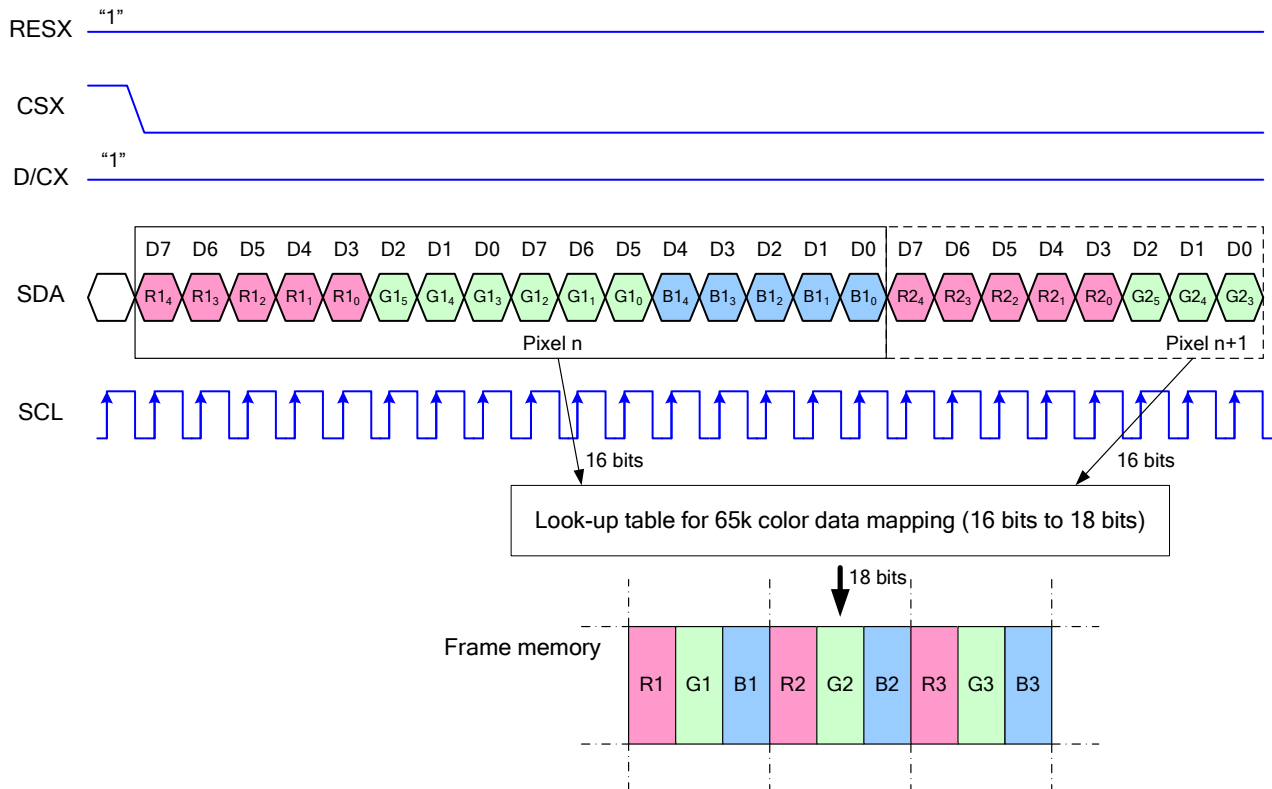 RESX "1"
CSX
D/CX "1"
D7 D6 D5 D4 D3 D2 D1 D0 D7 D6 D5 D4 D3 D2 D1 D0 D7 D6 D5 D4 D3 D2 D1 D0
SDA R1₄ R1₃ R1₂ R1₁ R1₀ G1₅ G1₄ G1₃ G1₂ G1₁ G1₀ B1₄ B1₃ B1₂ B1₁ B1₀ R2₄ R2₃ R2₂ R2₁ R2₀ G2₅ G2₄ G2₃
Pixel n Pixel n+1
SCL
16 bits 16 bits
Look-up table for 65k color data mapping (16 bits to 18 bits)
18 bits
Frame memory
R1 G1 B1 R2 G2 B2 R3 G3 B3